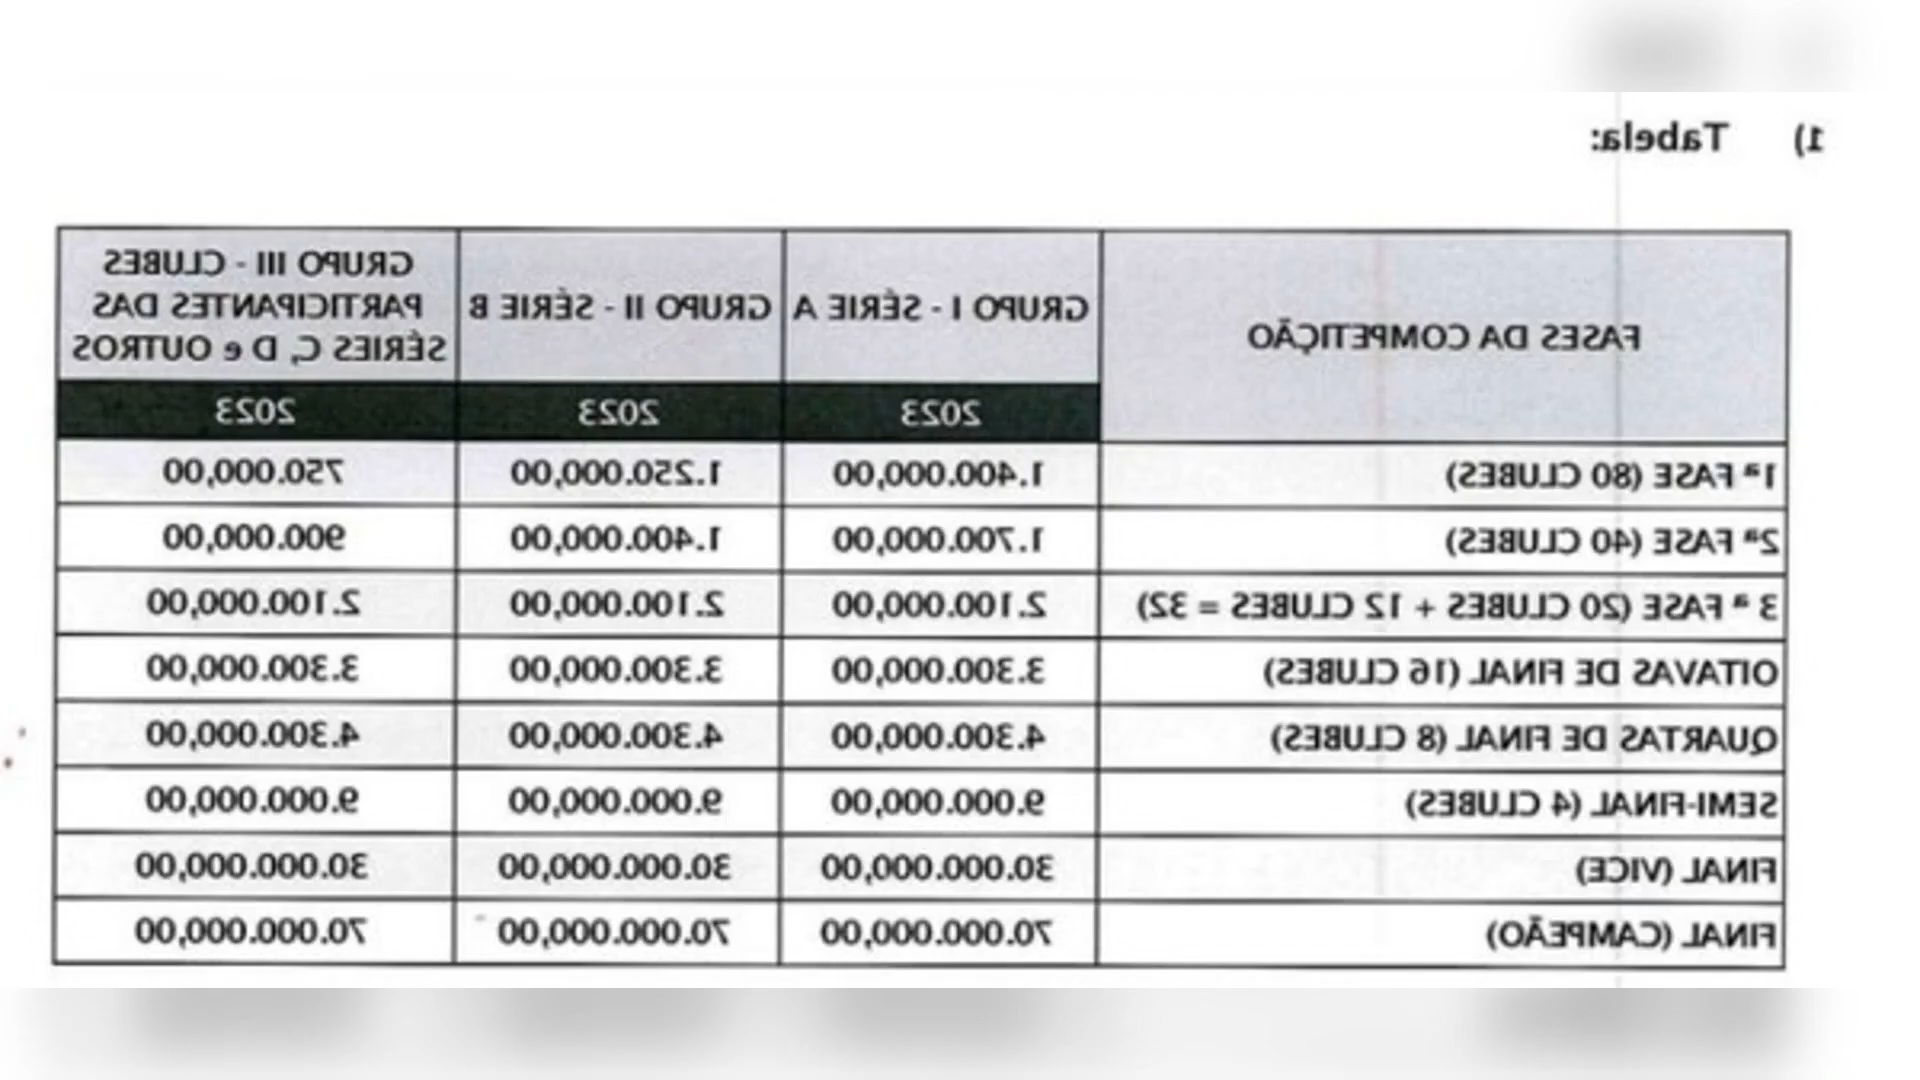 1) Tabela:
FASES DA COMPETIÇÃO
GRUPO I - SÉRIE A
GRUPO II - SÉRIE B
GRUPO III - CLUBES
PARTICIPANTES DAS
SÉRIES C, D e OUTROS
2023 2023 2023
1ª FASE (80 CLUBES) 1.400.000,00 1.250.000,00 750.000,00
2ª FASE (40 CLUBES) 1.700.000,00 1.400.000,00 900.000,00
3 ª FASE (20 CLUBES + 12 CLUBES = 32) 2.100.000,00 2.100.000,00 2.100.000,00
OITAVAS DE FINAL (16 CLUBES) 3.300.000,00 3.300.000,00 3.300.000,00
QUARTAS DE FINAL (8 CLUBES) 4.300.000,00 4.300.000,00 4.300.000,00
SEMI-FINAL (4 CLUBES) 9.000.000,00 9.000.000,00 9.000.000,00
FINAL (VICE) 30.000.000,00 30.000.000,00 30.000.000,00
FINAL (CAMPEÃO) 70.000.000,00 70.000.000,00 70.000.000,00